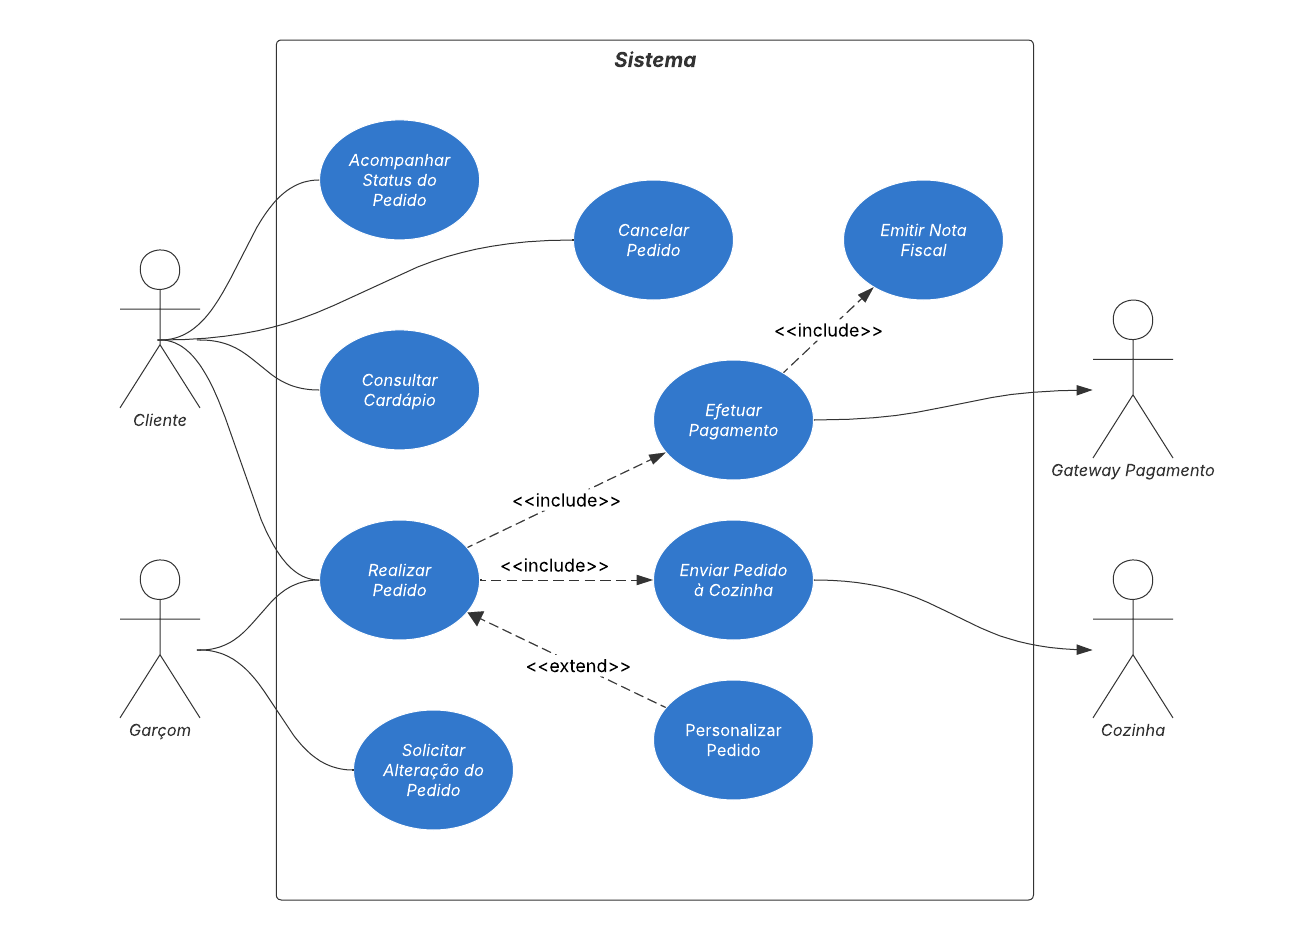 Sistema
Acompanhar
Status do
Pedido
Cancelar
Pedido
Emitir Nota
Fiscal
<<include>>
Cliente
Consultar
Cardápio
Efetuar
Pagamento
Gateway Pagamento
<<include>>
Realizar
Pedido
<<include>>
Enviar Pedido
à Cozinha
<<extend>>
Garçom
Solicitar
Alteração do
Pedido
Personalizar
Pedido
Cozinha